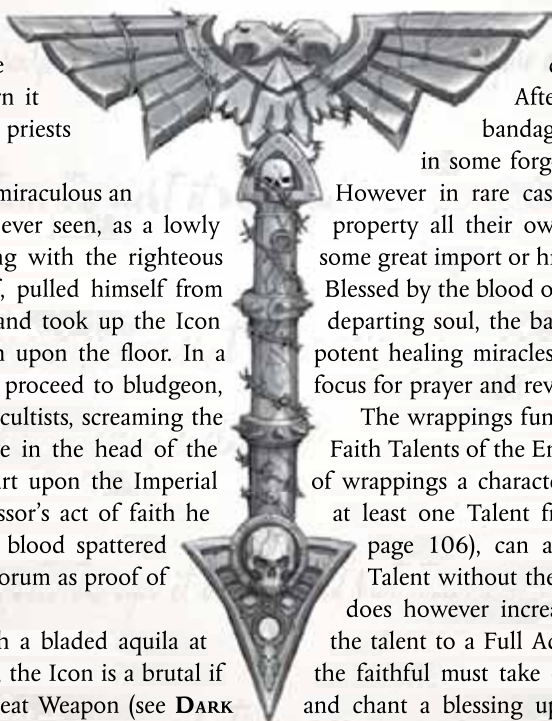 rn it
priests
miraculous an
ever seen, as a lowly
ng with the righteous
, pulled himself from
and took up the Icon
upon the floor. In a
proceed to bludgeon,
cultists, screaming the
e in the head of the
rt upon the Imperial
ssor's act of faith he
blood spattered
orum as proof of
h a bladed aquila at
, the Icon is a brutal if
eat Weapon (see DARK
Afte
bandag
in some forg
However in rare cas
property all their ow
some great import or hi
Blessed by the blood o
departing soul, the ba
potent healing miracles
focus for prayer and rev
The wrappings fun
Faith Talents of the Em
of wrappings a characte
at least one Talent fr
page 106), can a
Talent without the
does however increa
the talent to a Full Ac
the faithful must take
and chant a blessing up